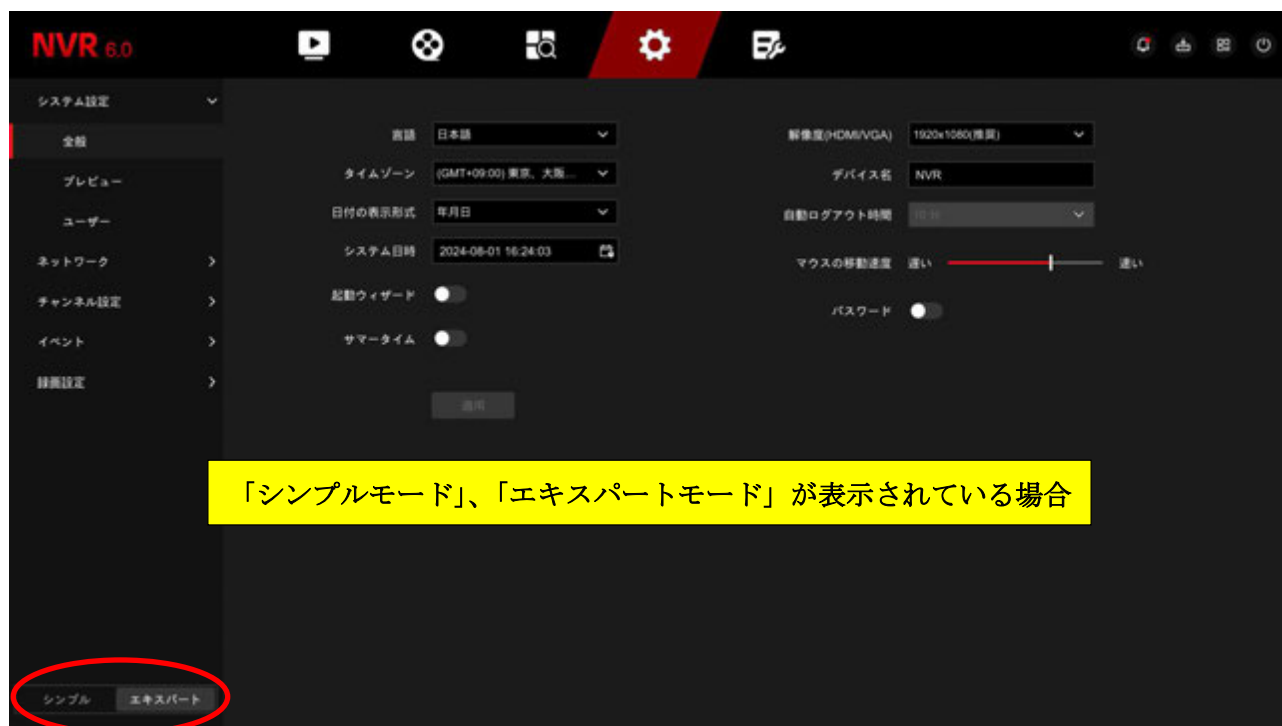 NVR 6.0
システム設定
全般
プレビュー
ユーザー
ネットワーク
チャンネル設定
イベント
録画設定
言語 日本語
タイムゾーン (GMT+09:00) 東京、大阪...
日付の表示形式 年月日
システム日時 2024-08-01 16:24:03
起動ウィザード
サマータイム
適用
解像度(HDMI/VGA) 1920x1080(推奨)
デバイス名 NVR
自動ログアウト時間 10 分
マウスの移動速度 遅い 速い
パスワード
「シンプルモード」、「エキスパートモード」が表示されている場合
シンプル エキスパート